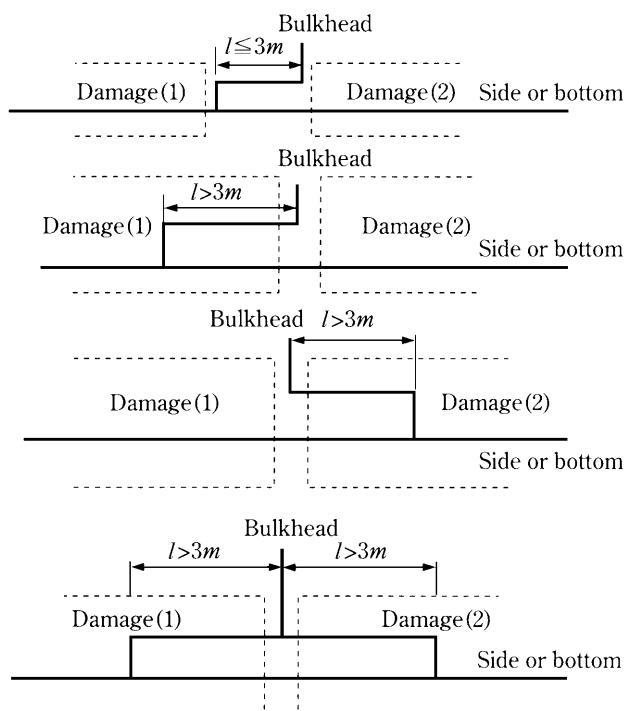 Bulkhead
l≦3m
Damage(1) Damage(2) Side or bottom
Bulkhead
l>3m
Damage(1) Damage(2)
Side or bottom
Bulkhead l>3m
Damage(1) Damage(2)
Side or bottom
Bulkhead
l>3m l>3m
Damage(1) Damage(2)
Side or bottom